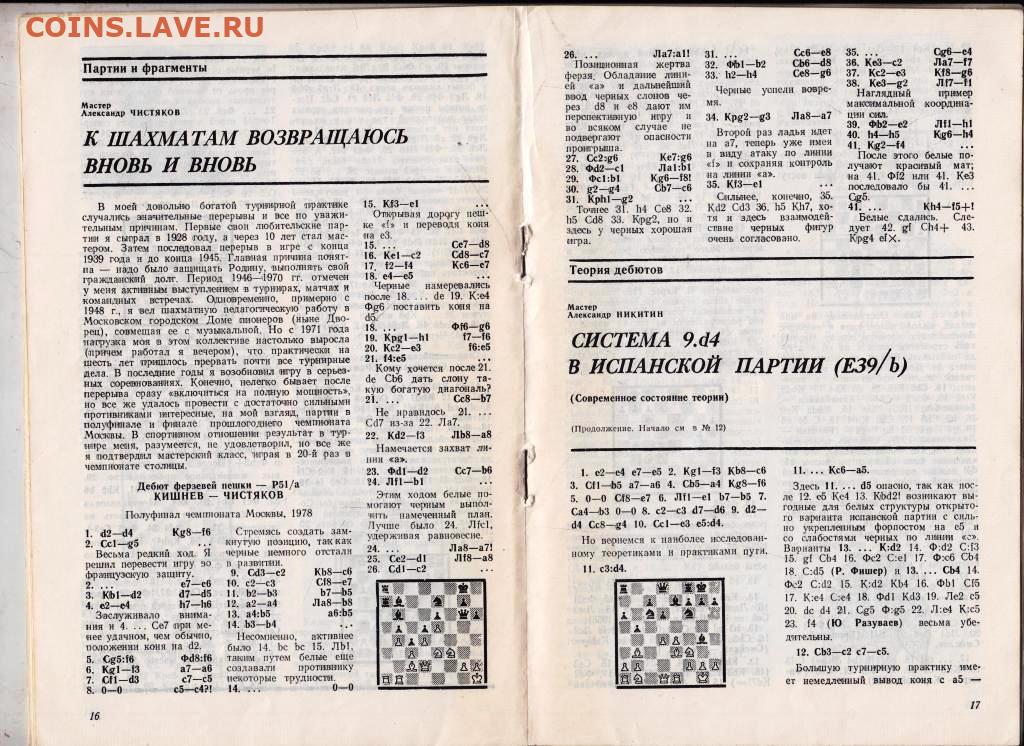 COINS.LAVE.RU
Партии и фрагменты
Мастер
Александр ЧИСТЯКОВ
К ШАХМАТАМ ВОЗВРАЩАЮСЬ
ВНОВЬ И ВНОВЬ
В моей довольно богатой турнирной практике
случались значительные перерывы и все по уважи-
тельным причинам. Первые свои любительские пар-
тии я сыграл в 1928 году, а через 10 лет стал мас-
тером. Затем последовал перерыв в игре с конца
1939 года и до конца 1945. Главная причина понят-
на — надо было защищать Родину, выполнять свой
гражданский долг. Период 1946—1970 гг. отмечен
у меня активным выступлением в турнирах, матчах и
командных встречах. Одновременно, примерно с
1948 г., я вел шахматную педагогическую работу в
Московском городском Доме пионеров (ныне Дво-
рец), совмещая ее с музыкальной. Но с 1971 года
нагрузка моя в этом коллективе настолько выросла
(причем работал я вечером), что практически на
шесть лет пришлось прервать почти все турнирные
дела. В последние годы я возобновил игру в серьез-
ных соревнованиях. Конечно, нелегко бывает после
перерыва сразу «включиться на полную мощность»,
но все же удалось провести с достаточно сильными
противниками интересные, на мой взгляд, партии в
полуфинале и финале прошлогоднего чемпионата
Москвы. В спортивном отношении результат в тур-
нире меня, разумеется, не удовлетворил, но все же
я подтвердил мастерский класс, играя в 20-й раз в
чемпионате столицы.
Дебют ферзевой пешки — Р51/а
КИШНЕВ — ЧИСТЯКОВ
Полуфинал чемпионата Москвы, 1978
1. d2—d4 Kg8—f6
2. Cc1—g5 ...
Весьма редкий ход. Я
решил перевести игру во
французскую защиту.
2. ... e7—e6
3. Kb1—d2 d7—d5
4. e2—e4 h7—h6
Заслуживало внима-
ния и 4. ... Ce7 при ме-
нее удачном, чем обычно,
положении коня на d2.
5. Cg5:f6 Фd8:f6
6. Kg1—f3 a7—a6
7. Cf1—d3 c7—c5
8. 0—0 c5—c4?!
Стремясь создать зам-
кнутую позицию, так как
черные немного отстали
в развитии.
9. Cd3—e2 Kb8—c6
10. c2—c3 Cf8—e7
11. b2—b3 b7—b5
12. a2—a4 Ла8—b8
13. a4:b5 a6:b5
14. b3—b4 ...
Несомненно, активнее
было 14. bc bc 15. Лb1,
таким путем белые еще
создавали противнику
некоторые трудности.
14. ... 0—0
15. Kf3—e1 ...
Открывая дорогу пеш-
ке «f» и переводя коня
на e3.
15. ... Ce7—d8
16. Ke1—c2 Cd8—c7
17. f2—f4 Kc6—e7
18. e4—e5 ...
Черные намеревались
после 18. ... de 19. K:e4
Фg6 поставить коня на
d5.
18. ... Фf6—g6
19. Kpg1—h1 f7—f6
20. Kc2—e3 f6:e5
21. f4:e5 ...
Кому хочется после 21.
de Cb6 дать слону та-
кую богатую диагональ?
21. ... Cc8—b7
Не нравилось 21. ...
Cd7 из-за 22. Ла7.
22. Kd2—f3 Лb8—a8
Намечается захват ли-
нии «а».
23. Фd1—d2 Cc7—b6
24. Лf1—b1 ...
Этим ходом белые по-
могают черным выпол-
нить намеченный план.
Лучше было 24. Лfc1,
удерживая равновесие.
24. ... Ла8—a7!
25. Ce2—d1 Лf8—a8
26. Cd1—c2 ...
16
26. ... Ла7:a1!
Позиционная жертва
ферзя. Обладание лини-
ей «а» и дальнейший
ввод черных слонов че-
рез d8 и e8 дают им
перспективную игру и
во всяком случае не
подвергают опасности
проигрыша.
27. Cc2:g6 Ke7:g6
28. Фd2—c1 Ла1:b1
29. Фc1:b1 Kg6—f8!
30. g2—g4 Cb7—c6
31. Kph1—g2 ...
Точнее 31. h4 Ce8 32.
h5 Cd8 33. Kpg2, но и
здесь у черных хорошая
игра.
31. ... Cc6—e8
32. Фb1—b2 Cb6—d8
33. h2—h4 Ce8—g6
Черные успели вовре-
мя.
34. Kpg2—g3 Ла8—a7
Второй раз ладья идет
на a7, теперь уже имея
в виду атаку по линии
«f» и сохраняя контроль
на линии «a».
35. Kf3—e1 ...
Сильнее, конечно, 35.
Kd2 Cd3 36. h5 Kh7, хо-
тя и здесь взаимодей-
ствие черных фигур
очень согласовано.
35. ... Cg6—e4
36. Ke3—c2 Ла7—f7
37. Kc2—e3 Kf8—g6
38. Ke3—g2 Лf7—f1
Наглядный пример
максимальной координа-
ции сил.
39. Фb2—e2 Лf1—h1
40. h4—h5 Kg6—h4
41. Kg2—f4 ...
После этого белые по-
лучают красивый мат;
на 41. Фf2 или 41. Ke3
последовало бы 41. ...
Cg5.
41. ... Kh4—f5+!
Белые сдались. Сле-
дует 42. gf Ch4+ 43.
Kpg4 ef×.
Теория дебютов
Мастер
Александр НИКИТИН
СИСТЕМА 9.d4
В ИСПАНСКОЙ ПАРТИИ (Е39/b)
(Современное состояние теории)
(Продолжение. Начало см в № 12)
1. e2—e4 e7—e5 2. Kg1—f3 Kb8—c6
3. Cf1—b5 a7—a6 4. Cb5—a4 Kg8—f6
5. 0—0 Cf8—e7 6. Лf1—e1 b7—b5 7.
Ca4—b3 0—0 8. c2—c3 d7—d6 9. d2—
d4 Cc8—g4 10. Cc1—e3 e5:d4.
Но вернемся к наиболее исследован-
ному теоретиками и практиками пути.
11. c3:d4.
11. ... Kc6—a5.
Здесь 11. ... d5 опасно, так как пос-
ле 12. e5 Ke4 13. Kbd2! возникают вы-
годные для белых структуры открыто-
го варианта испанской партии с силь-
но укрепленным форпостом на e5 и
со слабостями черных по линии «c».
Варианты 13. ... K:d2 14. Ф:d2 C:f3
15. gf Cb4 16. Фc2 C:e1 17. Ф:c6 Cb4
18. C:d5 (Р. Фишер) и 13. ... Cb4 14.
Фc2 C:d2 15. K:d2 Kb4 16. Фb1 Cf5
17. K:e4 C:e4 18. Фd1 Kd3 19. Лe2 c5
20. dc d4 21. Cg5 Ф:g5 22. Л:e4 K:c5
23. f4 (Ю Разуваев) весьма убе-
дительны.
12. Cb3—c2 c7—c5.
Большую турнирную практику име-
ет немедленный вывод коня с a5 —
17